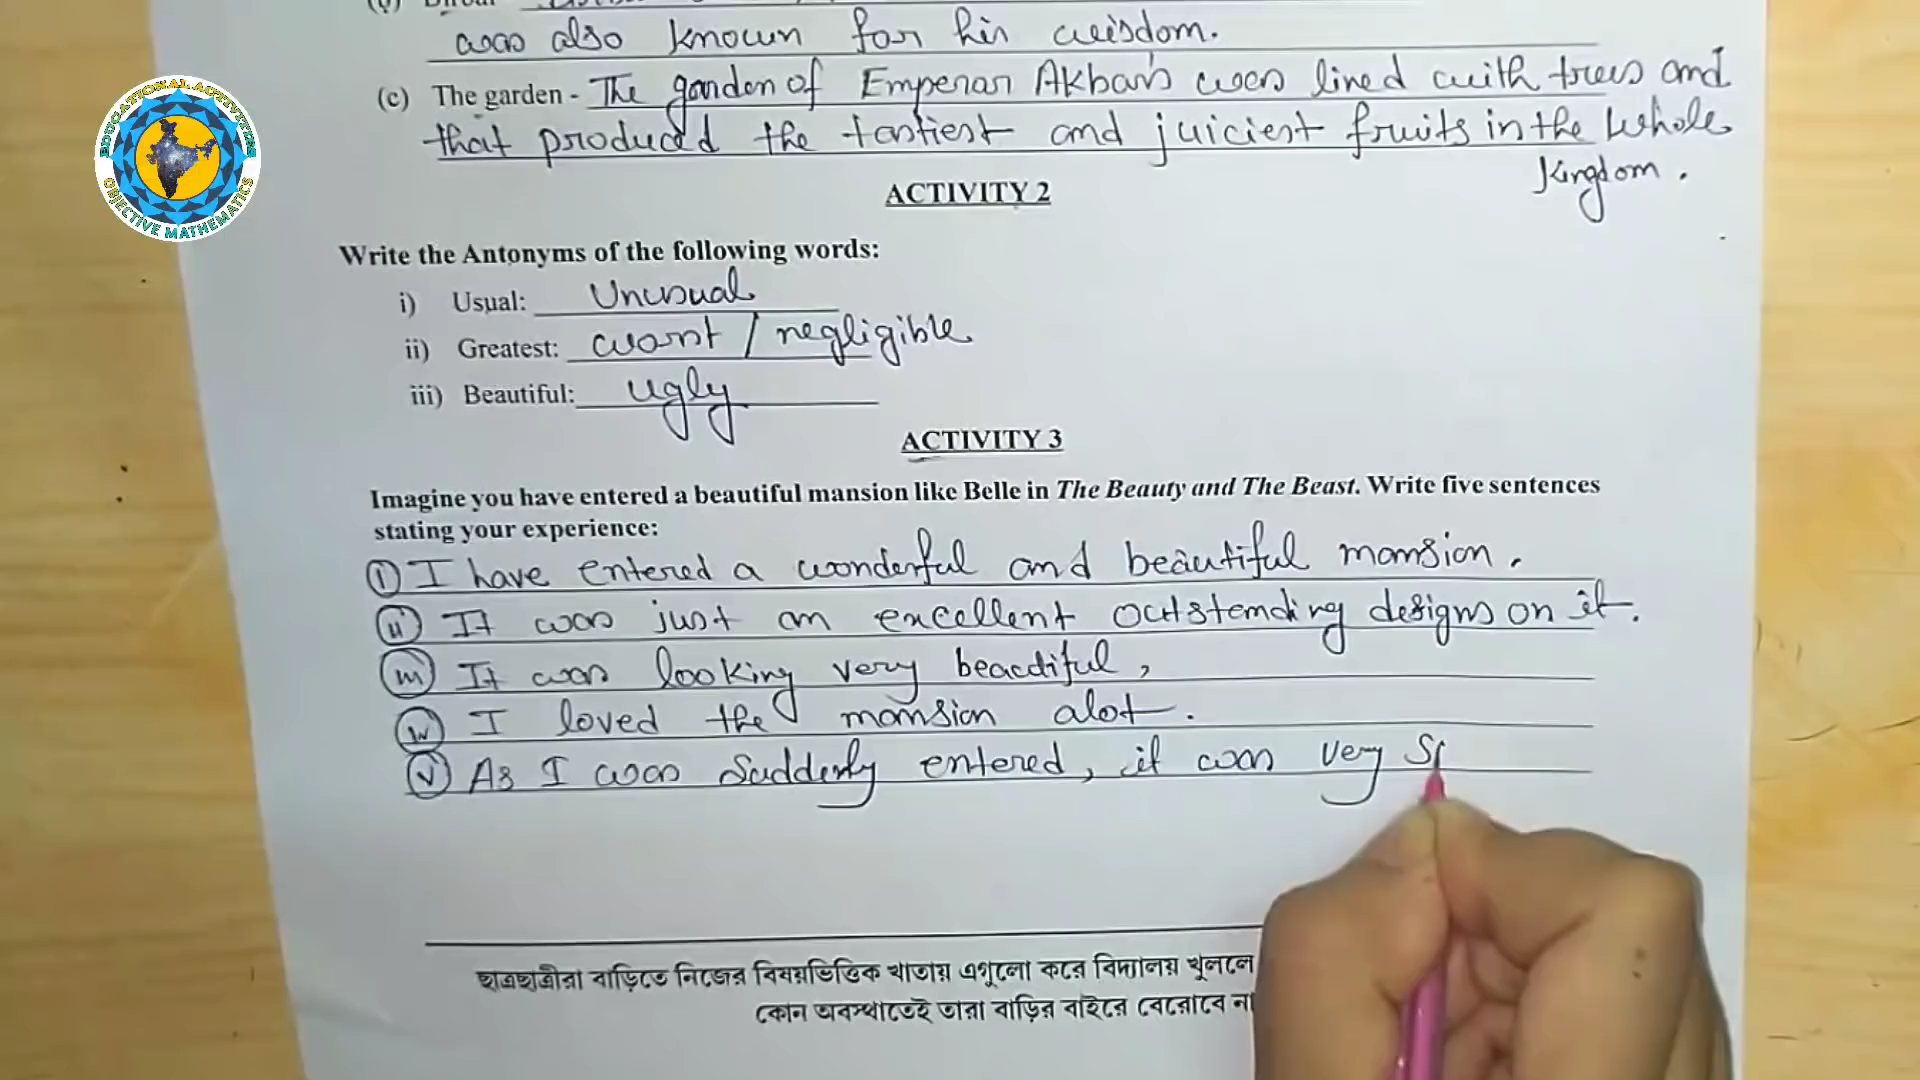 was also known for his wisdom.
(c) The garden - The garden of Emperor Akbar's was lined with trees and
that produced the tastiest and juiciest fruits in the whole
kingdom.
EDUCATIONAL ACTIVITIES
OBJECTIVE MATHEMATICS
ACTIVITY 2
Write the Antonyms of the following words:
i) Usual: Unusual
ii) Greatest: worst / negligible
iii) Beautiful: ugly
ACTIVITY 3
Imagine you have entered a beautiful mansion like Belle in The Beauty and The Beast. Write five sentences
stating your experience:
i I have entered a wonderful and beautiful mansion.
ii It was just an excellent outstanding designs on it.
iii It was looking very beautiful,
iv I loved the mansion alot.
v As I was Suddenly entered, it was very
ছাত্রছাত্রীরা বাড়িতে নিজের বিষয়ভিত্তিক খাতায় এগুলো করে বিদ্যালয় খুললে
কোন অবস্থাতেই তারা বাড়ির বাইরে বেরোবে না